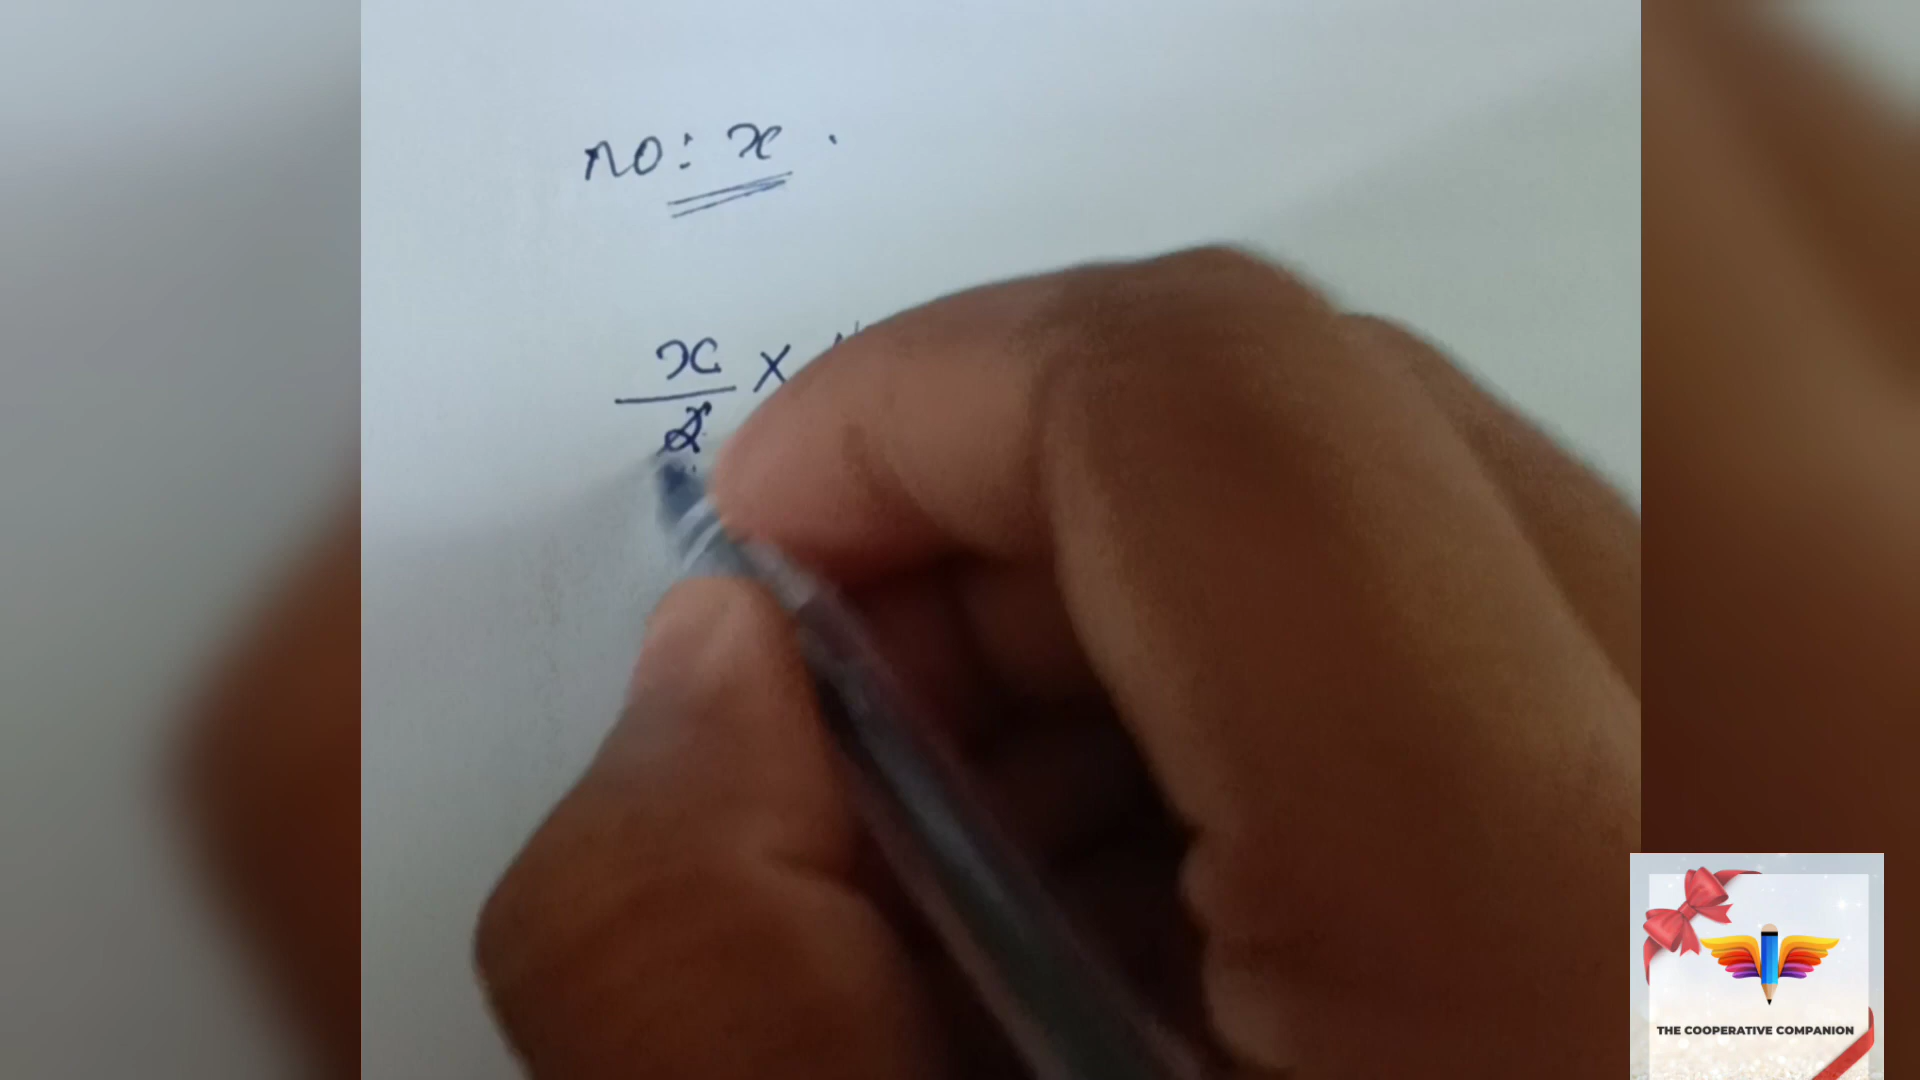 no: x.
x ×
2
THE COOPERATIVE COMPANION